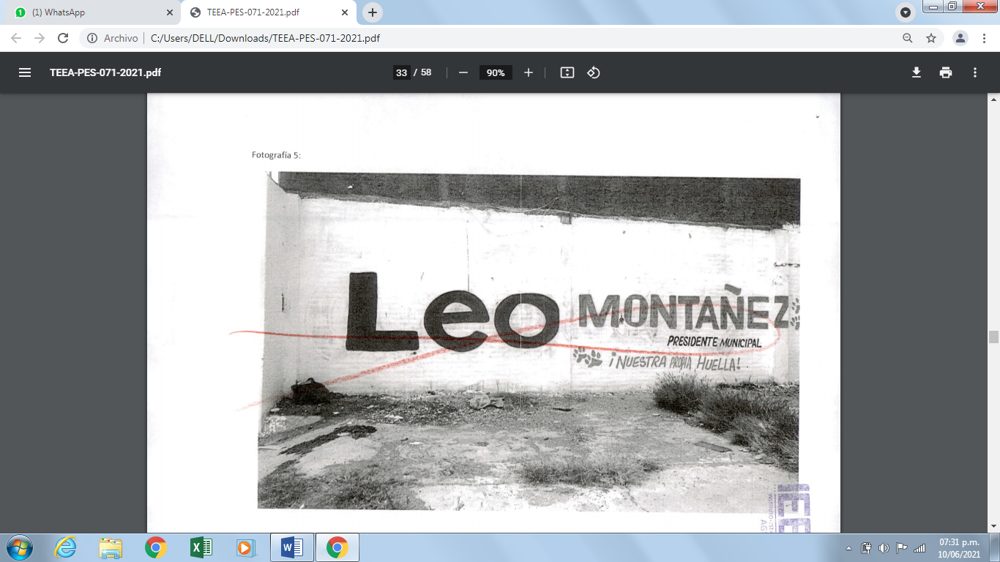 (1) WhatsApp
TEEA-PES-071-2021.pdf
Archivo
C:/Users/DELL/Downloads/TEEA-PES-071-2021.pdf
TEEA-PES-071-2021.pdf
33 / 58
90%
Fotografía 5:
Leo MONTAÑEZ
PRESIDENTE MUNICIPAL
¡NUESTRA PROPIA HUELLA!
07:31 p.m.
10/06/2021